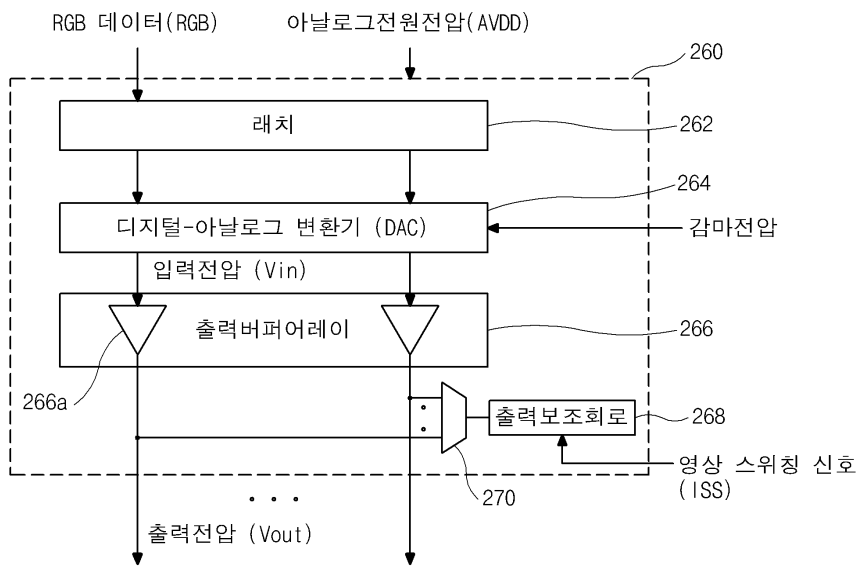 RGB 데이터(RGB)
아날로그전원전압(AVDD)
260
래치
262
264
디지털-아날로그 변환기 (DAC)
감마전압
입력전압 (Vin)
출력버퍼어레이
266
266a
출력보조회로
268
270
영상 스위칭 신호
(ISS)
출력전압 (Vout)